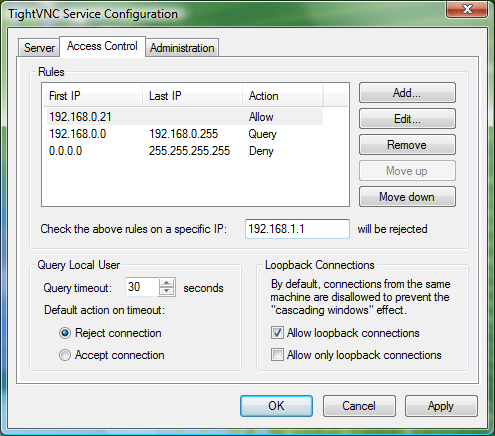 TightVNC Service Configuration
Server Access Control Administration
Rules
First IP Last IP Action
192.168.0.21 Allow
192.168.0.0 192.168.0.255 Query
0.0.0.0 255.255.255.255 Deny
Add...
Edit...
Remove
Move up
Move down
Check the above rules on a specific IP: 192.168.1.1 will be rejected
Query Local User
Query timeout: 30 seconds
Default action on timeout:
Reject connection
Accept connection
Loopback Connections
By default, connections from the same
machine are disallowed to prevent the
"cascading windows" effect.
Allow loopback connections
Allow only loopback connections
OK Cancel Apply